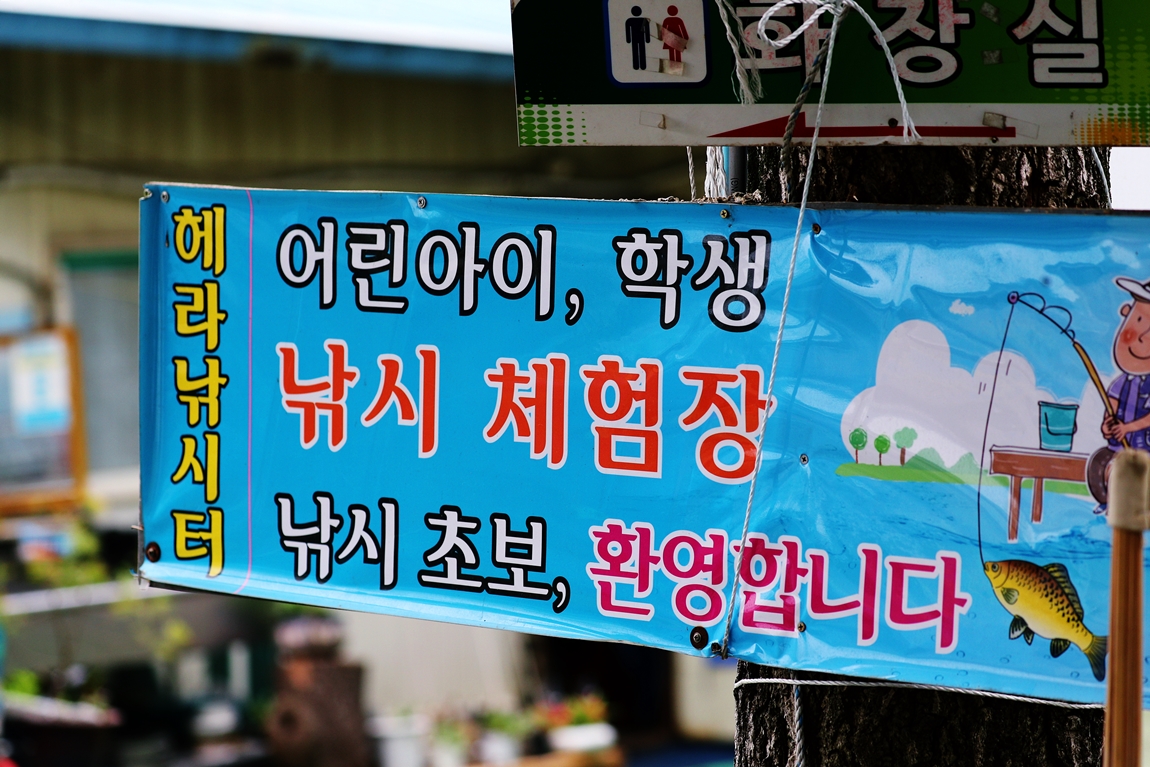 화장실
헤라낚시터
어린아이, 학생
낚시 체험장
낚시 초보, 환영합니다